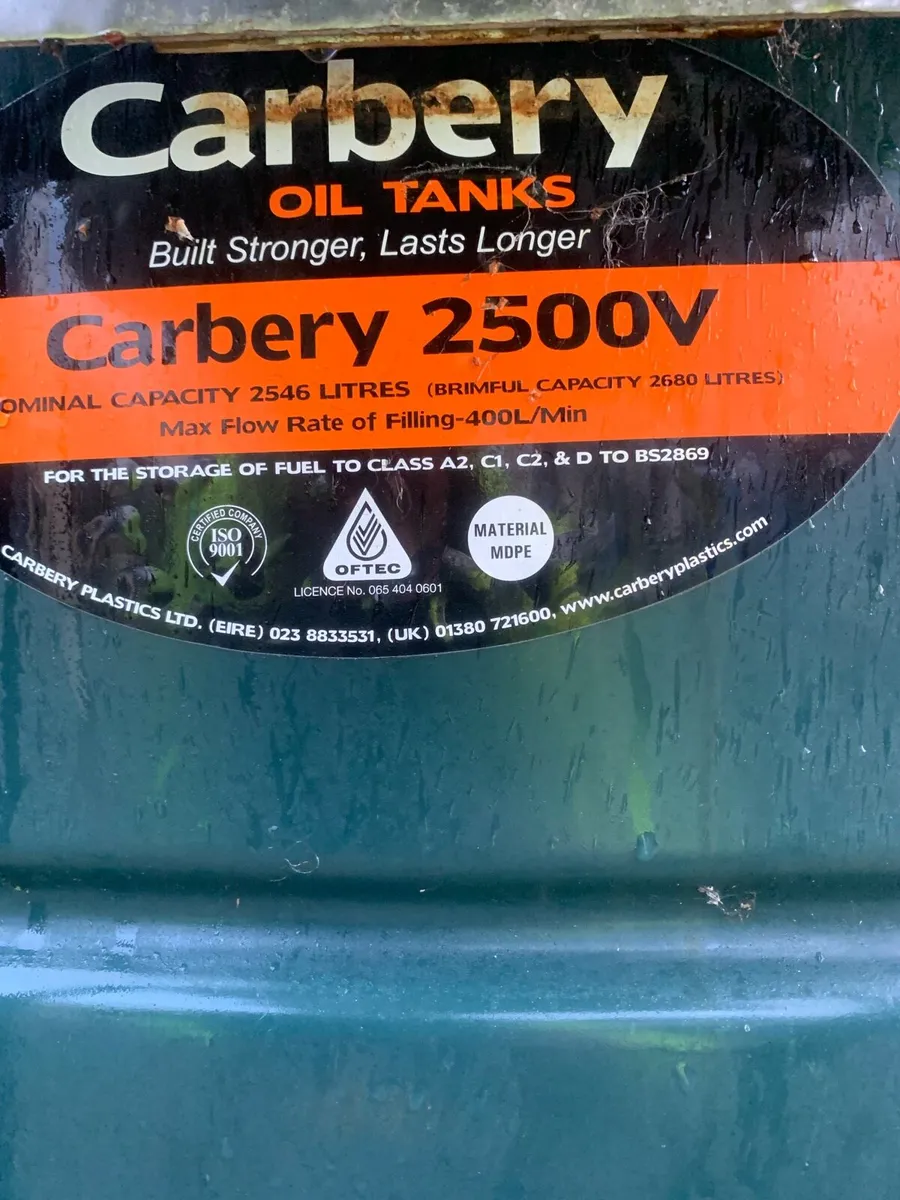 Carbery
OIL TANKS
Built Stronger, Lasts Longer
Carbery 2500V
OMINAL CAPACITY 2546 LITRES (BRIMFUL CAPACITY 2680 LITRES)
Max Flow Rate of Filling-400L/Min
FOR THE STORAGE OF FUEL TO CLASS A2, C1, C2, & D TO BS2869
CERTIFIED COMPANY
ISO
9001
OFTEC
LICENCE No. 065 404 0601
MATERIAL
MDPE
CARBERY PLASTICS LTD. (EIRE) 023 8833531, (UK) 01380 721600, www.carberyplastics.com